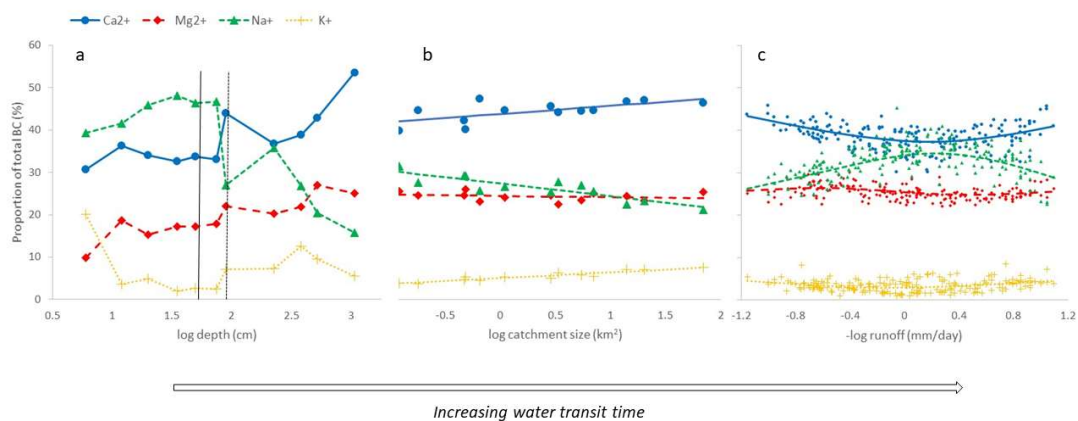 Ca2+ Mg2+ Na+ K+
a b c
60
50
40
30
20
10
0
Proportion of total BC (%)
0.5 1 1.5 2 2.5 3 -0.5 0 0.5 1 1.5 2 -1.2 -0.8 -0.4 0 0.4 0.8 1.2
log depth (cm) log catchment size (km²) -log runoff (mm/day)
Increasing water transit time